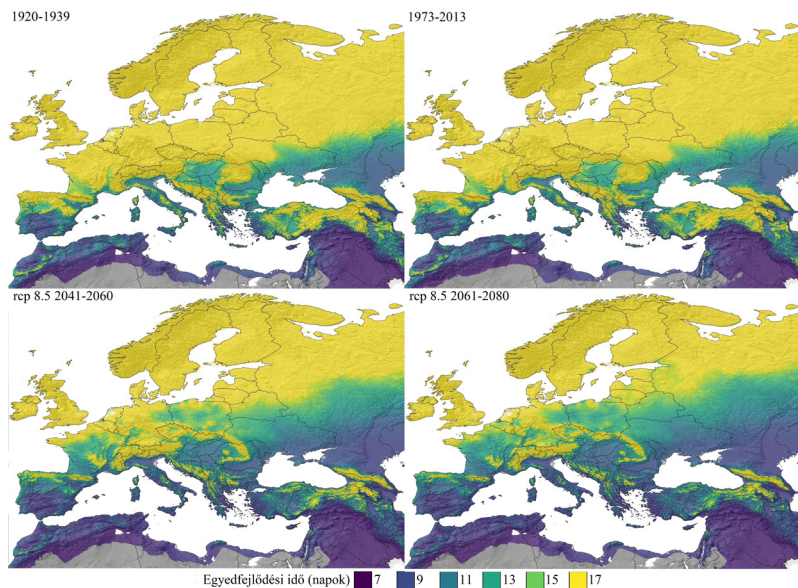 1920-1939
1973-2013
rcp 8.5 2041-2060
rcp 8.5 2061-2080
Egyedfejlődési idő (napok) 7 9 11 13 15 17